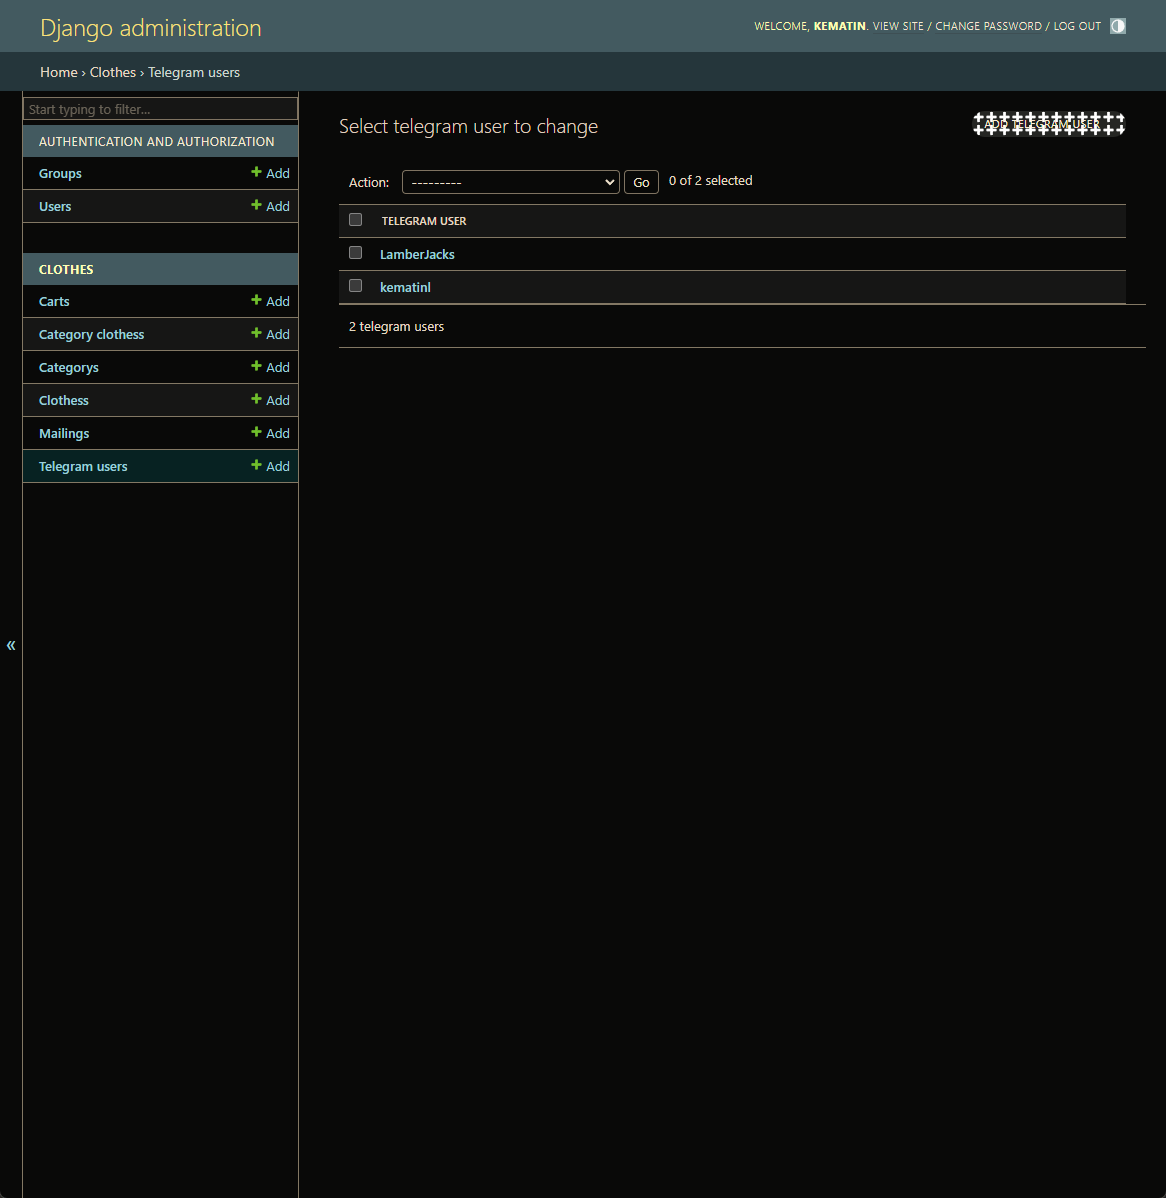 Django administration
WELCOME, KEMATIN. VIEW SITE / CHANGE PASSWORD / LOG OUT
Home › Clothes › Telegram users
Start typing to filter...
AUTHENTICATION AND AUTHORIZATION
Groups Add
Users Add
CLOTHES
Carts Add
Category clothess Add
Categorys Add
Clothess Add
Mailings Add
Telegram users Add
«
Select telegram user to change
ADD TELEGRAM USER
Action: --------- Go 0 of 2 selected
TELEGRAM USER
LamberJacks
kematinl
2 telegram users